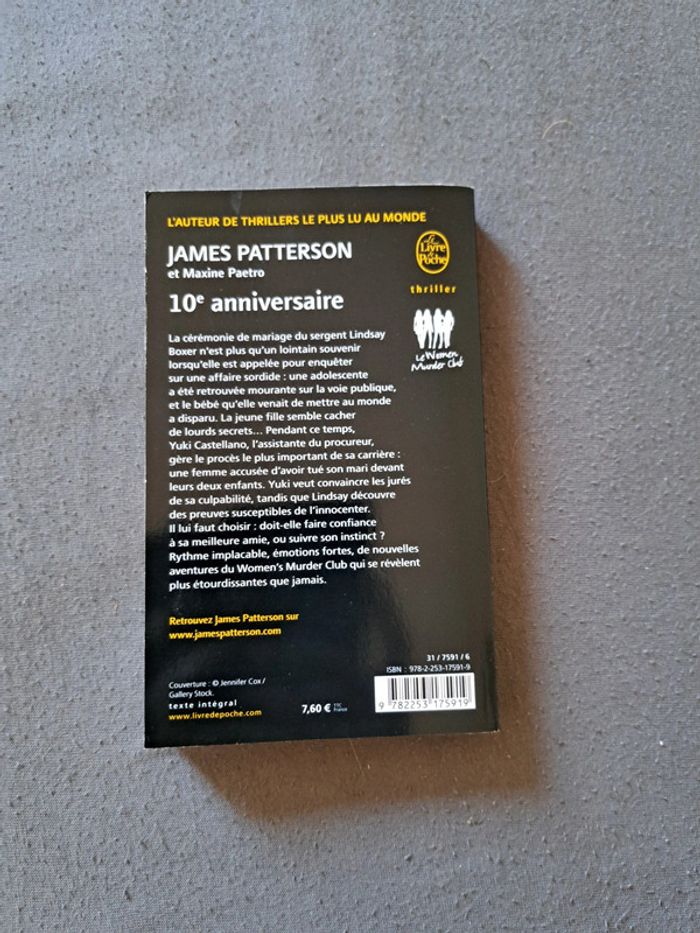 L'AUTEUR DE THRILLERS LE PLUS LU AU MONDE
JAMES PATTERSON
et Maxine Paetro
10e anniversaire
Le
Livre
de
Poche
thriller
Le Women
Murder Club
La cérémonie de mariage du sergent Lindsay
Boxer n'est plus qu'un lointain souvenir
lorsqu'elle est appelée pour enquêter
sur une affaire sordide : une adolescente
a été retrouvée mourante sur la voie publique,
et le bébé qu'elle venait de mettre au monde
a disparu. La jeune fille semble cacher
de lourds secrets... Pendant ce temps,
Yuki Castellano, l'assistante du procureur,
gère le procès le plus important de sa carrière :
une femme accusée d'avoir tué son mari devant
leurs deux enfants. Yuki veut convaincre les jurés
de sa culpabilité, tandis que Lindsay découvre
des preuves susceptibles de l'innocenter.
Il lui faut choisir : doit-elle faire confiance
à sa meilleure amie, ou suivre son instinct ?
Rythme implacable, émotions fortes, de nouvelles
aventures du Women's Murder Club qui se révèlent
plus étourdissantes que jamais.
Retrouvez James Patterson sur
www.jamespatterson.com
Couverture : © Jennifer Cox /
Gallery Stock.
texte intégral
www.livredepoche.com
7,60 € TTC
France
31 / 7591 / 6
ISBN : 978-2-253-17591-9
9 782253 175919